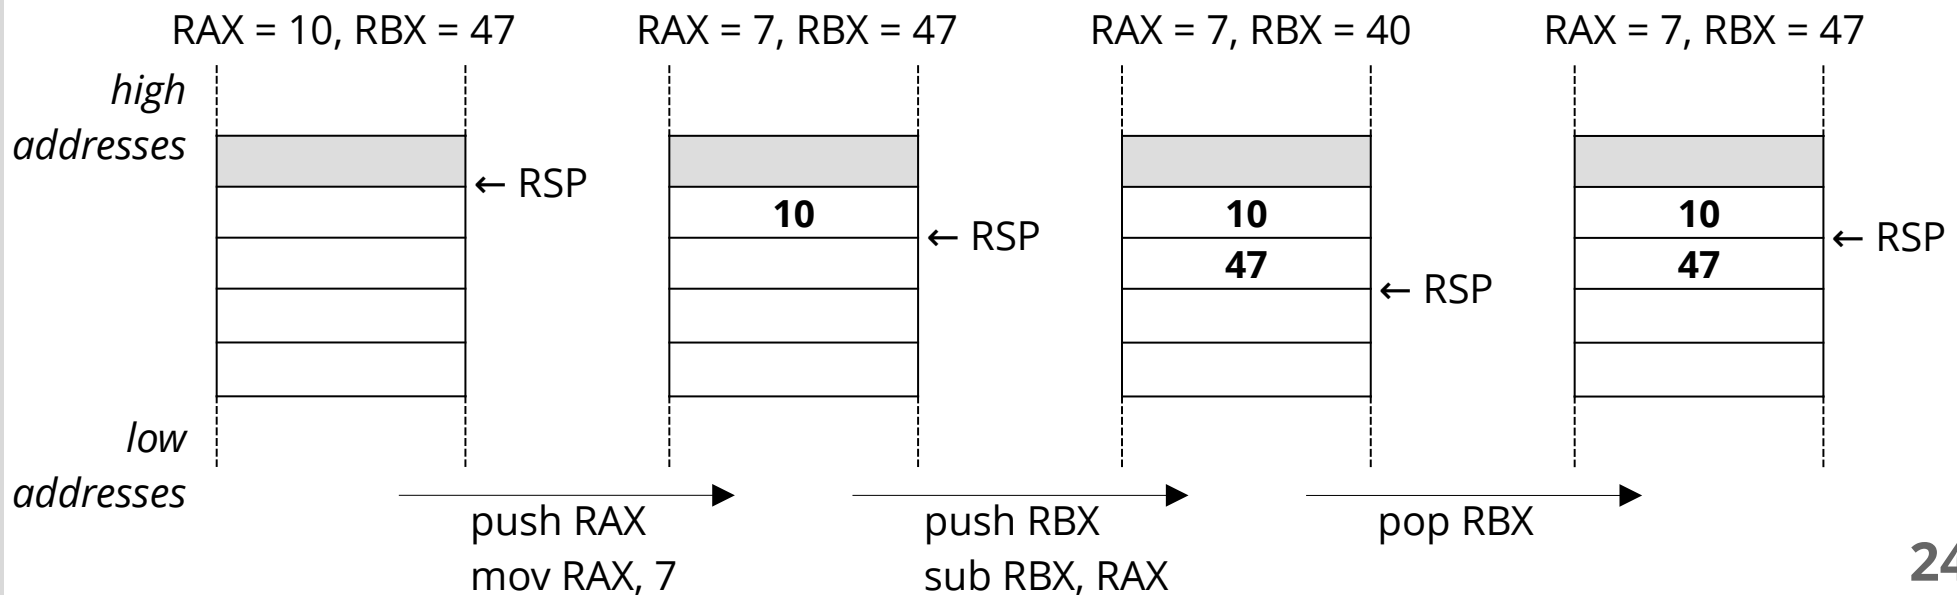 RAX = 10, RBX = 47
RAX = 7, RBX = 47
RAX = 7, RBX = 40
RAX = 7, RBX = 47
high
addresses
← RSP
10
← RSP
10
47
← RSP
10
47
← RSP
low
addresses
push RAX
mov RAX, 7
push RBX
sub RBX, RAX
pop RBX
24